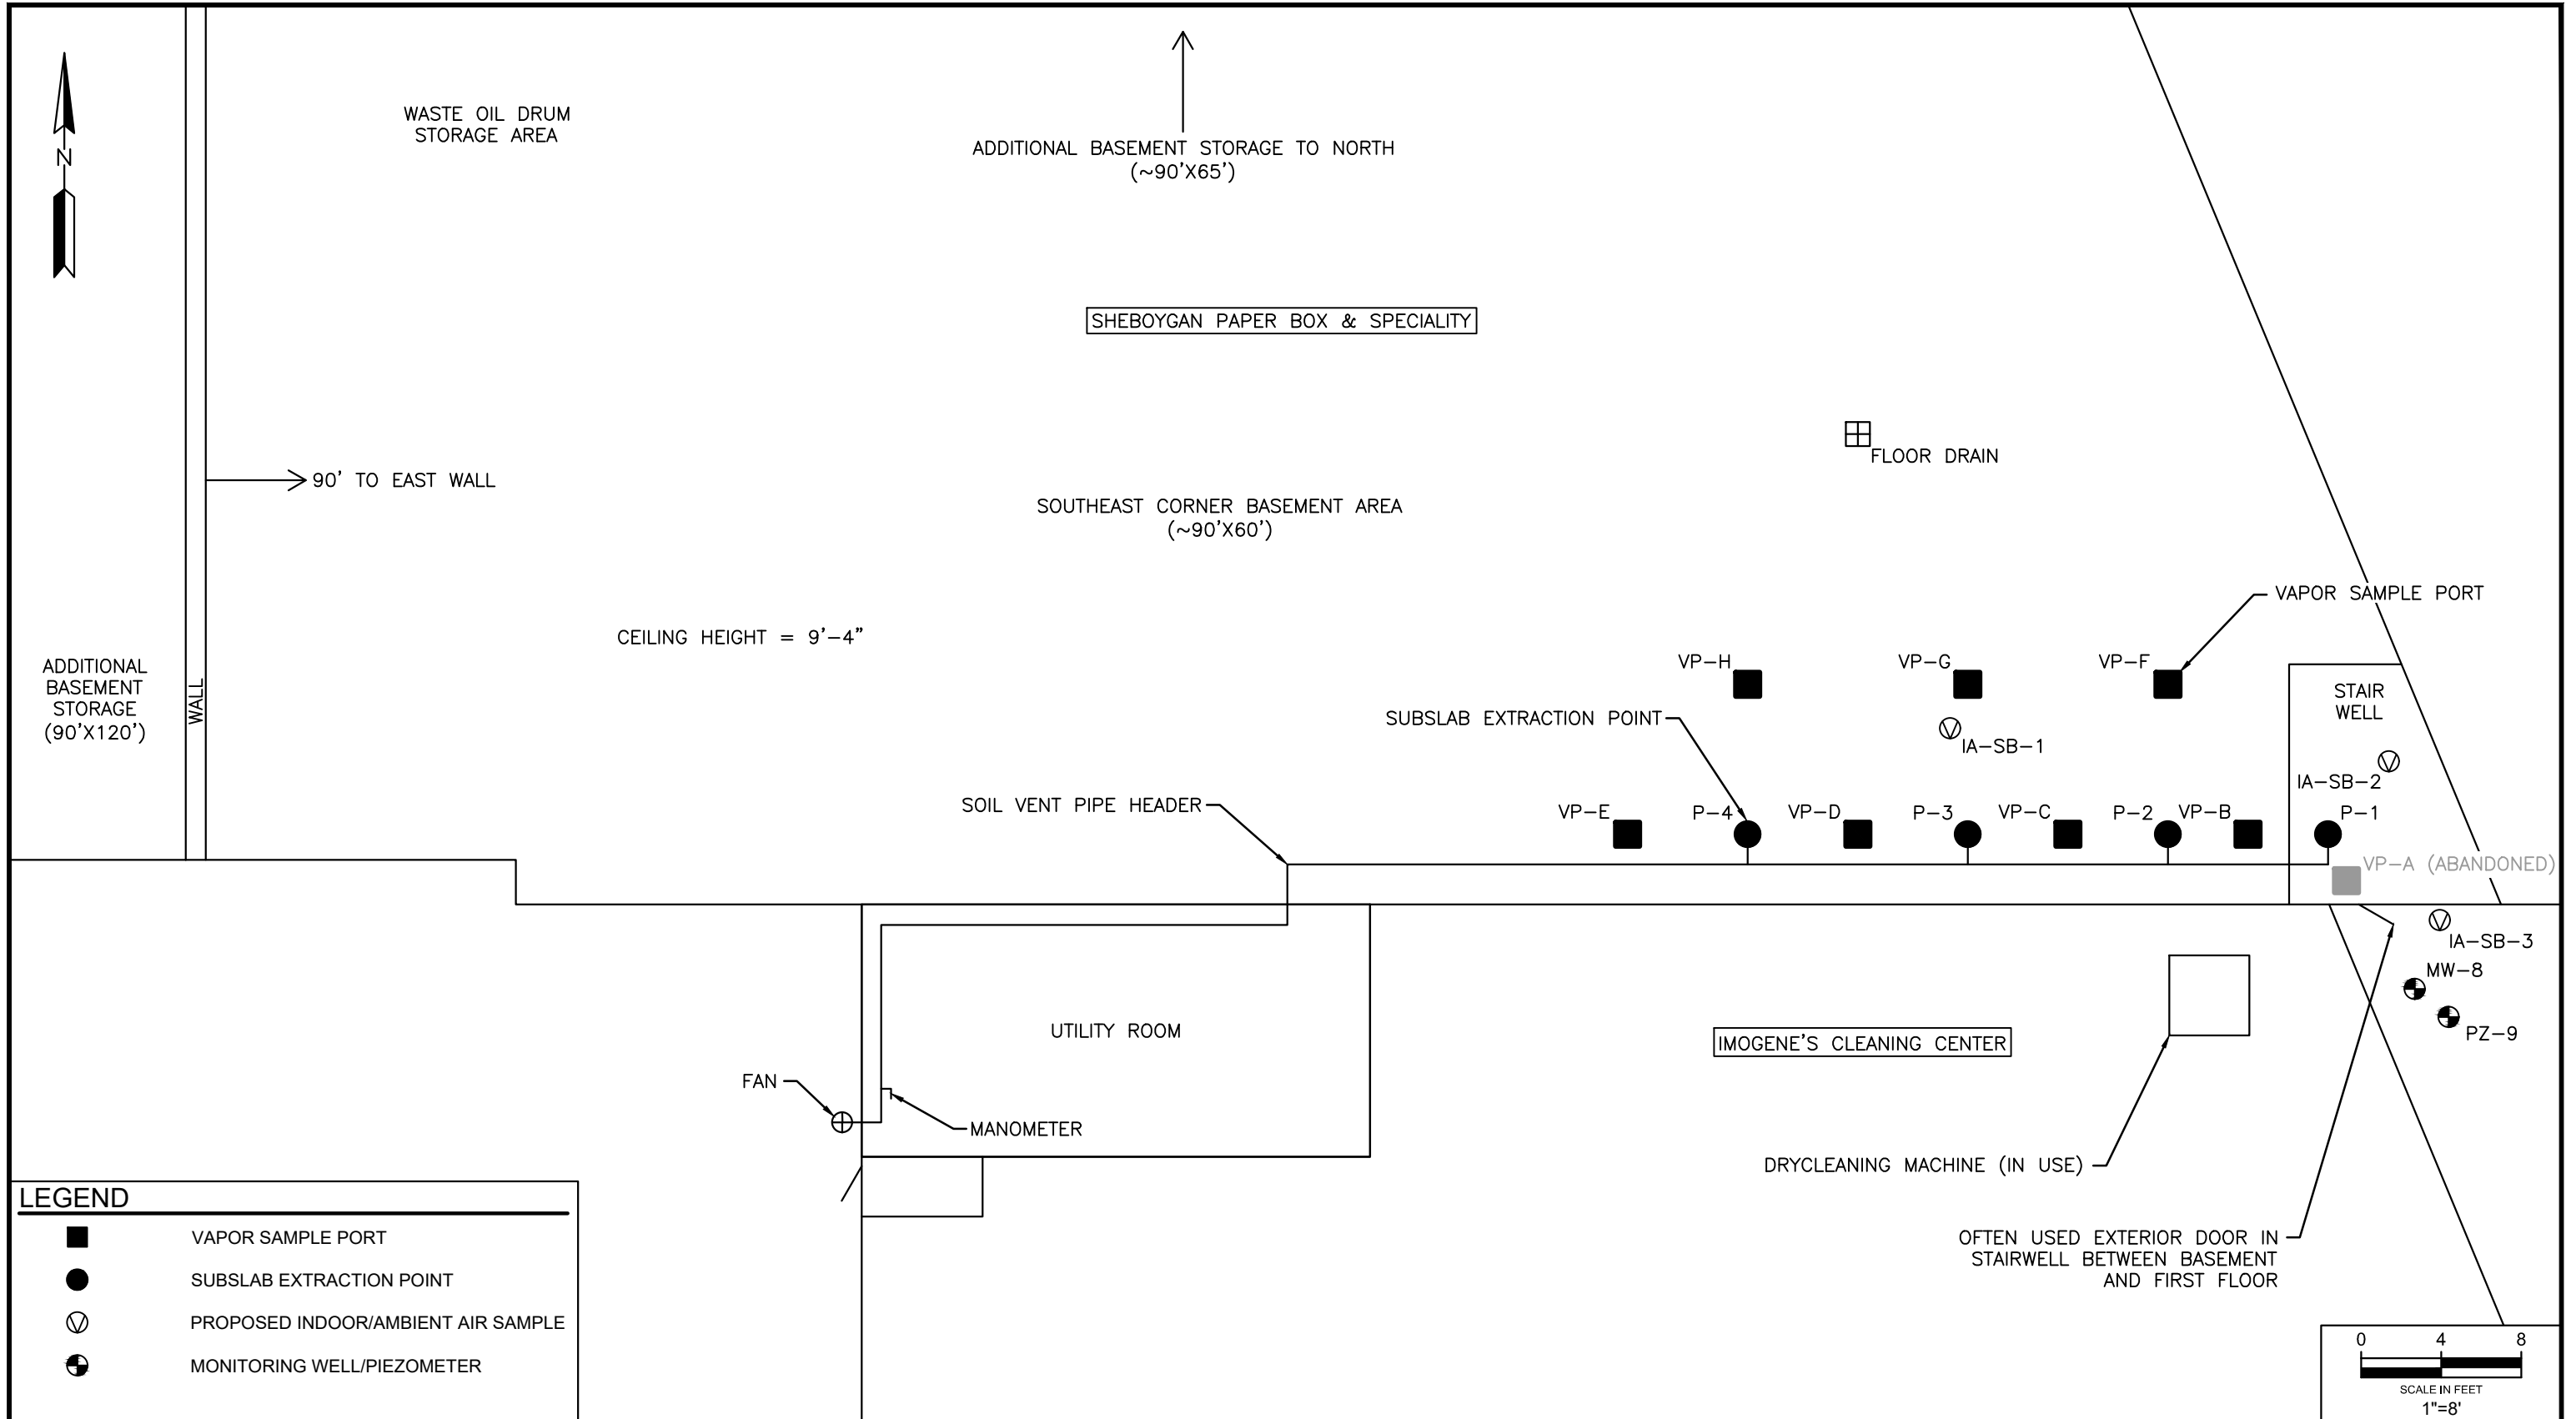 N
WASTE OIL DRUM
STORAGE AREA
ADDITIONAL BASEMENT STORAGE TO NORTH
(~90'X65')
SHEBOYGAN PAPER BOX & SPECIALITY
FLOOR DRAIN
90' TO EAST WALL
SOUTHEAST CORNER BASEMENT AREA
(~90'X60')
VAPOR SAMPLE PORT
CEILING HEIGHT = 9'-4"
ADDITIONAL
BASEMENT
STORAGE
(90'X120')
WALL
VP-H
VP-G
VP-F
STAIR
WELL
SUBSLAB EXTRACTION POINT
IA-SB-1
IA-SB-2
SOIL VENT PIPE HEADER
VP-E
P-4
VP-D
P-3
VP-C
P-2
VP-B
P-1
VP-A (ABANDONED)
IA-SB-3
MW-8
PZ-9
UTILITY ROOM
IMOGENE'S CLEANING CENTER
FAN
MANOMETER
DRYCLEANING MACHINE (IN USE)
OFTEN USED EXTERIOR DOOR IN
STAIRWELL BETWEEN BASEMENT
AND FIRST FLOOR
LEGEND
VAPOR SAMPLE PORT
SUBSLAB EXTRACTION POINT
PROPOSED INDOOR/AMBIENT AIR SAMPLE
MONITORING WELL/PIEZOMETER
0 4 8
SCALE IN FEET
1"=8'